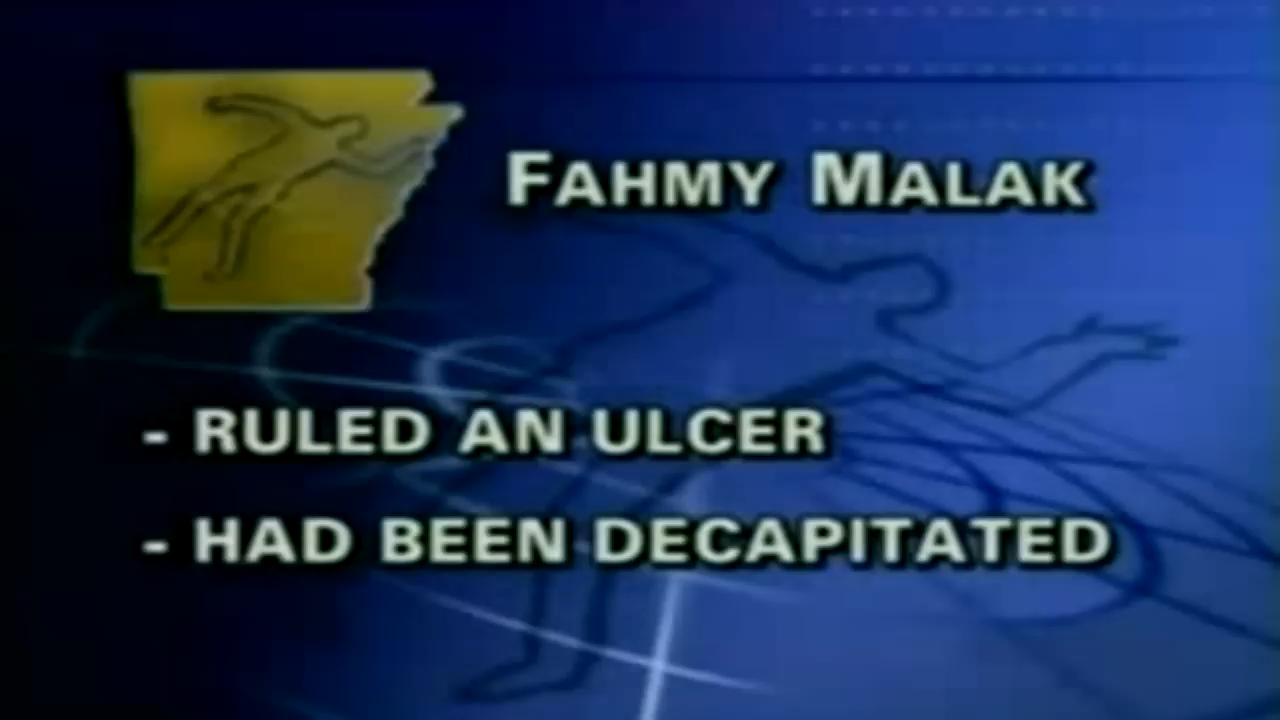 FAHMY MALAK
- RULED AN ULCER
- HAD BEEN DECAPITATED